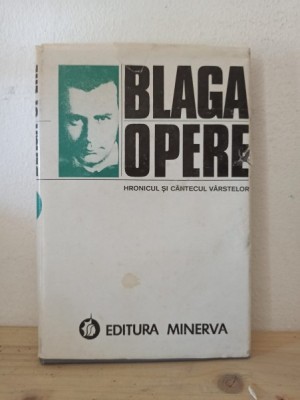 BLAGA
OPERE
HRONICUL ȘI CÂNTECUL VÂRSTELOR
EDITURA MINERVA